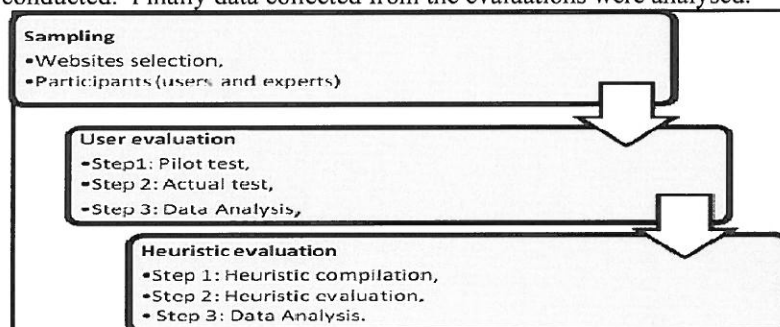 conducted. Finally data collected from the evaluations were analysed.
Sampling
•Websites selection,
•Participants (users and experts)
User evaluation
•Step1: Pilot test,
•Step 2: Actual test,
•Step 3: Data Analysis,
Heuristic evaluation
•Step 1: Heuristic compilation,
•Step 2: Heuristic evaluation,
• Step 3: Data Analysis.